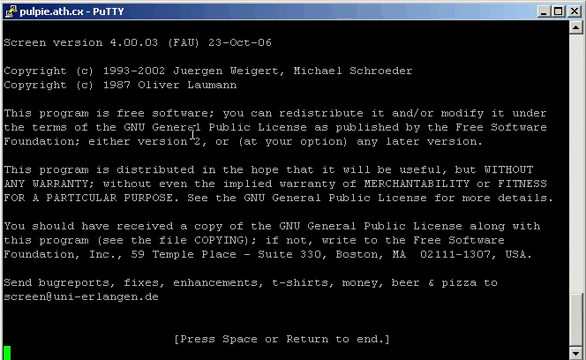 pulpie.ath.cx - PuTTY
Screen version 4.00.03 (FAU) 23-Oct-06
Copyright (c) 1993-2002 Juergen Weigert, Michael Schroeder
Copyright (c) 1987 Oliver Laumann
This program is free software; you can redistribute it and/or modify it under
the terms of the GNU General Public License as published by the Free Software
Foundation; either version 2, or (at your option) any later version.
This program is distributed in the hope that it will be useful, but WITHOUT
ANY WARRANTY; without even the implied warranty of MERCHANTABILITY or FITNESS
FOR A PARTICULAR PURPOSE. See the GNU General Public License for more details.
You should have received a copy of the GNU General Public License along with
this program (see the file COPYING); if not, write to the Free Software
Foundation, Inc., 59 Temple Place - Suite 330, Boston, MA  02111-1307, USA.
Send bugreports, fixes, enhancements, t-shirts, money, beer & pizza to
screen@uni-erlangen.de
[Press Space or Return to end.]